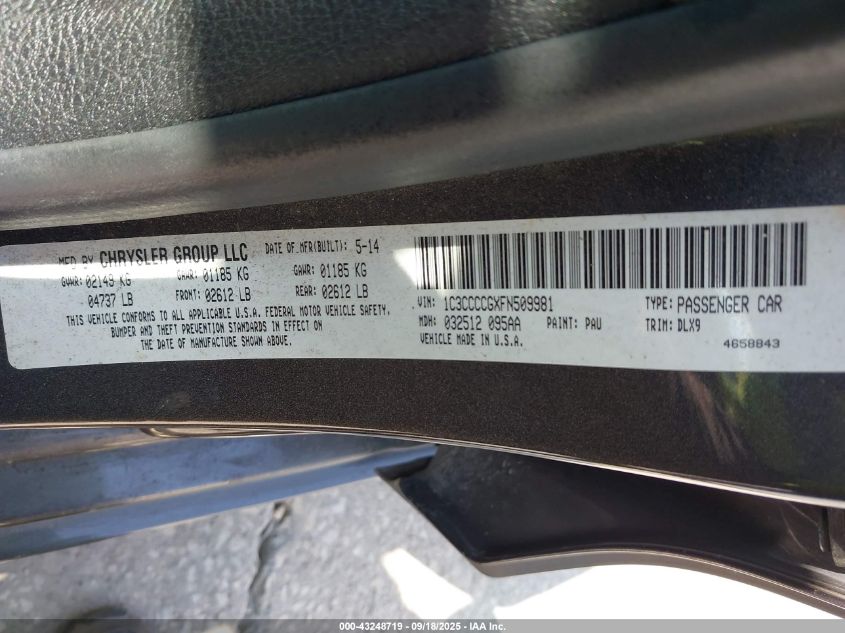 MFD BY CHRYSLER GROUP LLC DATE OF MFR(BUILT): 5-14
GVWR: 02149 KG GAWR: 01185 KG GAWR: 01185 KG
04737 LB FRONT: 02612 LB REAR: 02612 LB
THIS VEHICLE CONFORMS TO ALL APPLICABLE U.S.A. FEDERAL MOTOR VEHICLE SAFETY,
BUMPER AND THEFT PREVENTION STANDARDS IN EFFECT ON
THE DATE OF MANUFACTURE SHOWN ABOVE.
VIN: 1C3CCCCGXFN509981 TYPE: PASSENGER CAR
MDH: 032512 095AA PAINT: PAU TRIM: DLX9
VEHICLE MADE IN U.S.A. 4658843
000-43248719 - 09/18/2025 - IAA Inc.